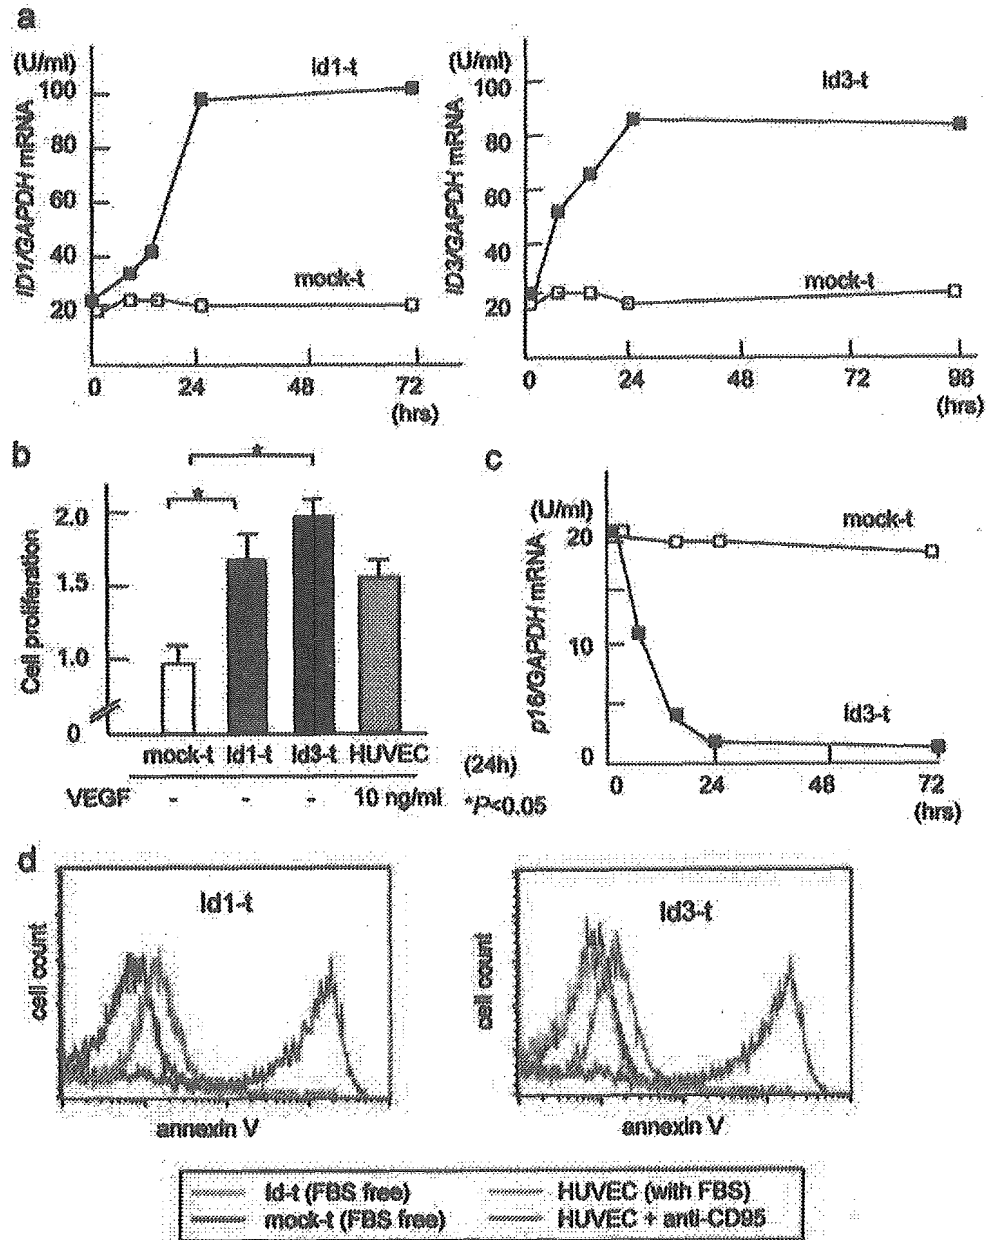 a
(U/ml)
100
80
60
40
20
ID1/GAPDH mRNA
Id1-t
mock-t
0 24 48 72
(hrs)
(U/ml)
100
80
60
40
20
ID3/GAPDH mRNA
Id3-t
mock-t
0 24 48 72 96
(hrs)
b
Cell proliferation
2.0
1.5
1.0
0
*
*
mock-t Id1-t Id3-t HUVEC
VEGF - - - 10 ng/ml
(24h)
*P<0.05
c
(U/ml)
20
10
0
p16/GAPDH mRNA
mock-t
Id3-t
0 24 48 72
(hrs)
d
Id1-t
cell count
annexin V
Id3-t
cell count
annexin V
Id-t (FBS free)
mock-t (FBS free)
HUVEC (with FBS)
HUVEC + anti-CD95